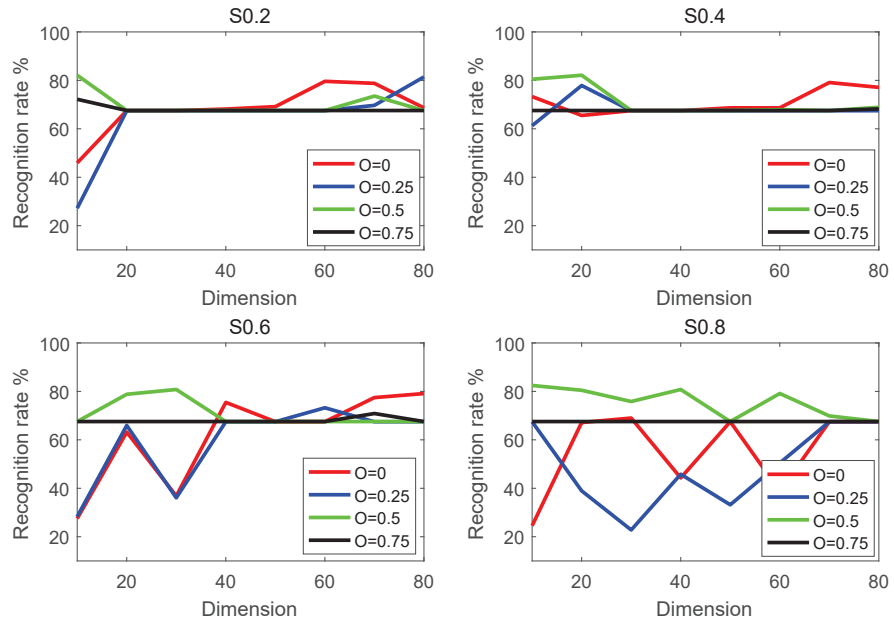 S0.2
Recognition rate %
100
80
60
40
20
20
40
60
80
Dimension
O=0
O=0.25
O=0.5
O=0.75
S0.4
Recognition rate %
100
80
60
40
20
20
40
60
80
Dimension
O=0
O=0.25
O=0.5
O=0.75
S0.6
Recognition rate %
100
80
60
40
20
20
40
60
80
Dimension
O=0
O=0.25
O=0.5
O=0.75
S0.8
Recognition rate %
100
80
60
40
20
20
40
60
80
Dimension
O=0
O=0.25
O=0.5
O=0.75